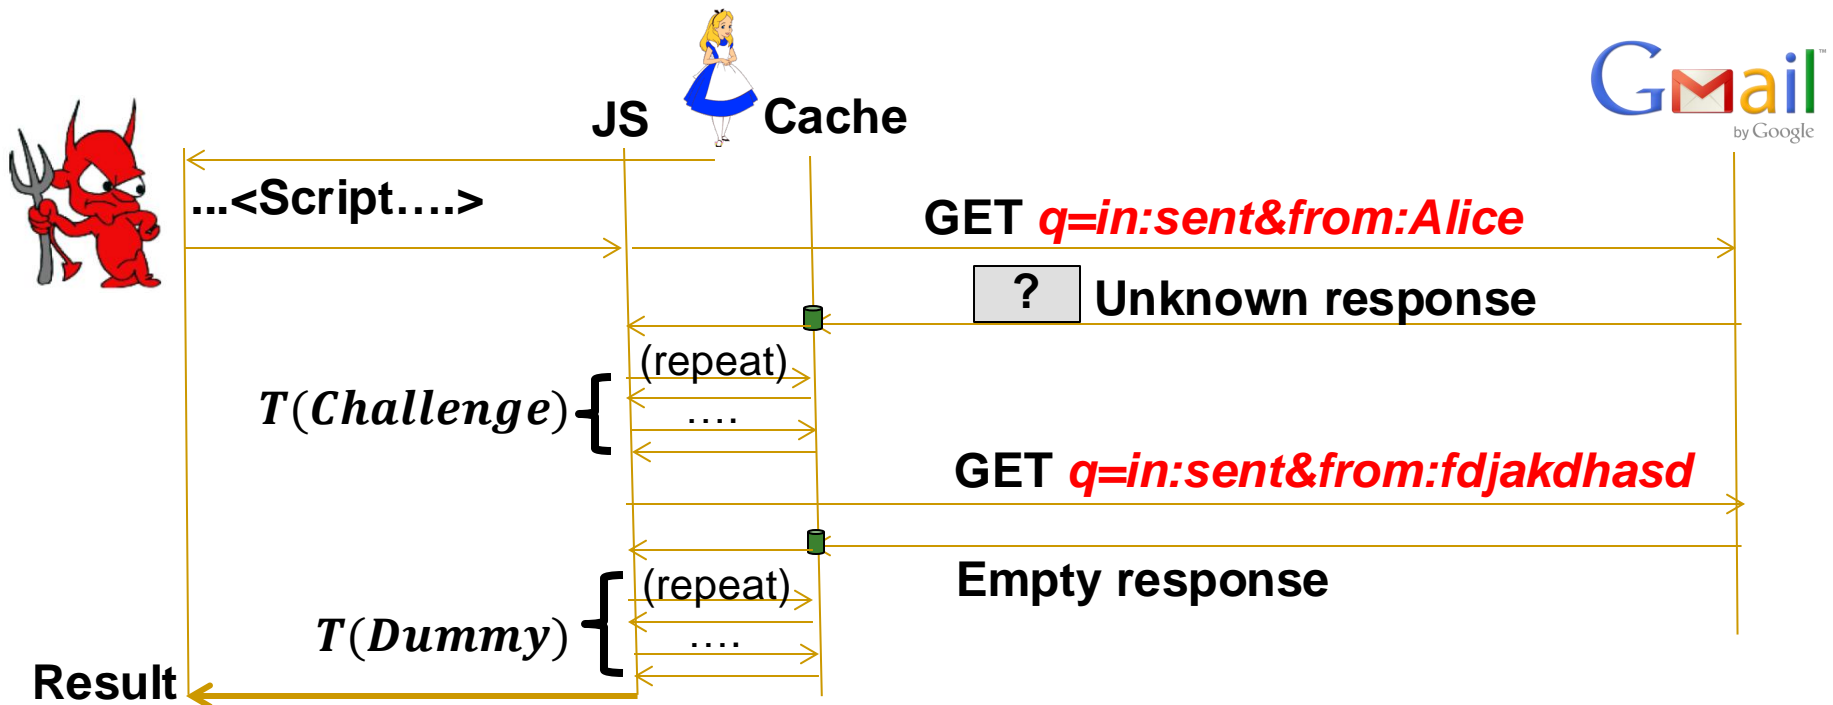 Gmail
TM
by Google
JS
Cache
...<Script....>
GET q=in:sent&from:Alice
? Unknown response
(repeat)
T(Challenge)
....
GET q=in:sent&from:fdjakdhasd
Empty response
(repeat)
T(Dummy)
....
Result